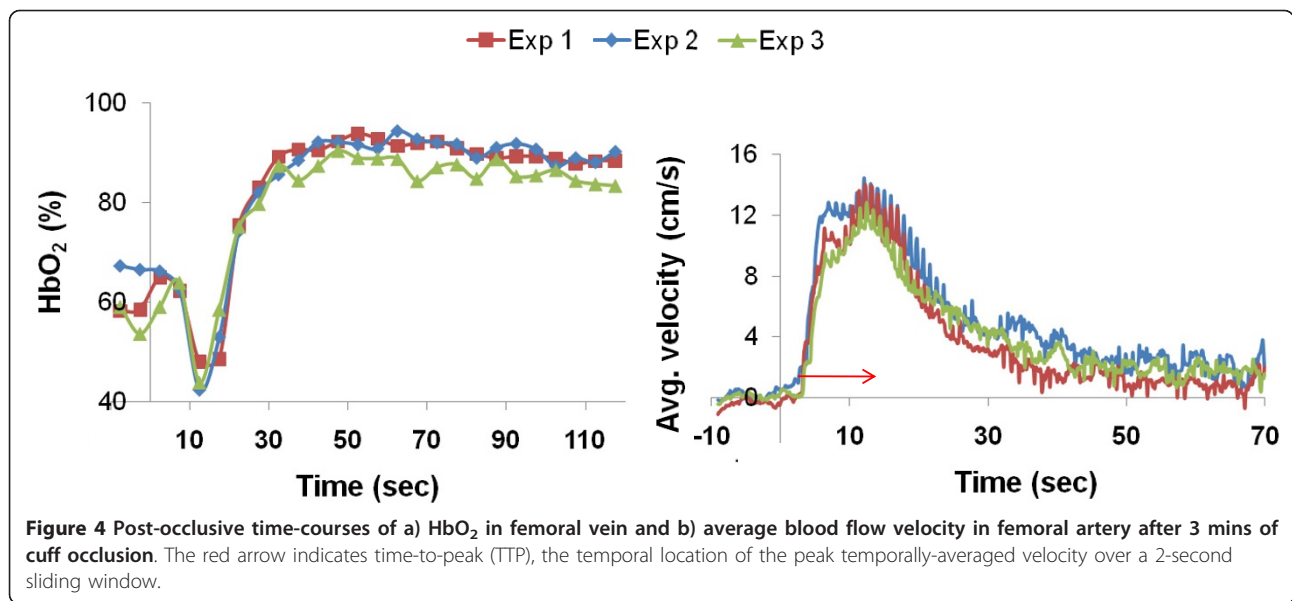 Exp 1 Exp 2 Exp 3
100
80
60
40
HbO₂ (%)
10 30 50 70 90 110
Time (sec)
16
12
8
4
0
Avg. velocity (cm/s)
-10 10 30 50 70
Time (sec)
Figure 4 Post-occlusive time-courses of a) HbO₂ in femoral vein and b) average blood flow velocity in femoral artery after 3 mins of
cuff occlusion. The red arrow indicates time-to-peak (TTP), the temporal location of the peak temporally-averaged velocity over a 2-second
sliding window.